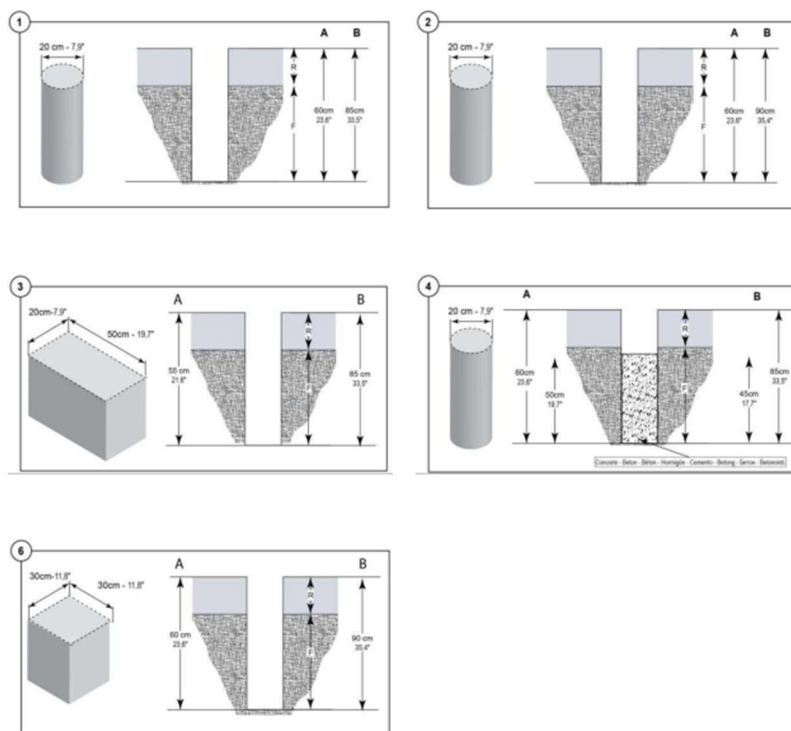 1
20 cm - 7,9"
A B
R
F
60cm
23,6"
85cm
33.5"
2
20 cm - 7,9"
A B
R
F
60cm
23,6"
90cm
35,4"
3
20cm-7,9"
50cm - 19,7"
A B
R
55 cm
21,6"
85 cm
33,5"
4
20 cm - 7,9"
A B
R
60cm
23,6"
50cm
19.7"
45cm
17.7"
85cm
33.5"
Concrete - Beton - Béton - Hormigón - Cemento - Betong - Бетон - Betonointi
6
30cm-11,8"
30cm - 11,8"
A B
R
F
60 cm
23,6"
90 cm
35,4"